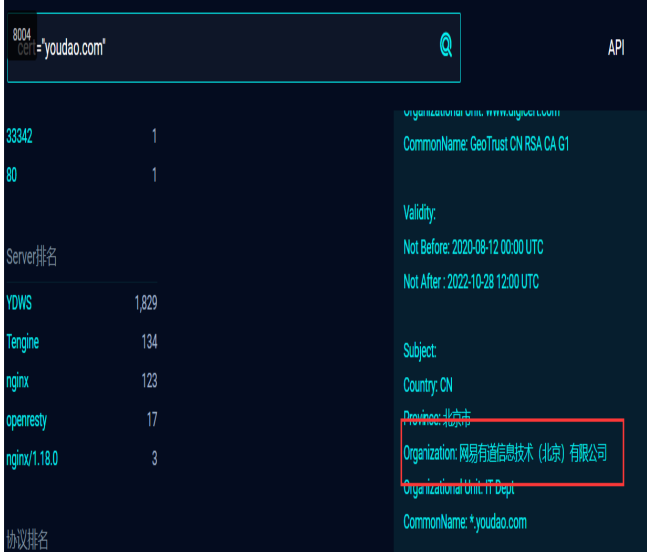 8004
cert="youdao.com"
API
33342 1
80 1
Server排名
YDWS 1,829
Tengine 134
nginx 123
openresty 17
nginx/1.18.0 3
协议排名
Organizational Unit: www.digicert.com
CommonName: GeoTrust CN RSA CA G1
Validity:
Not Before: 2020-08-12 00:00 UTC
Not After : 2022-10-28 12:00 UTC
Subject:
Country: CN
Province: 北京市
Organization: 网易有道信息技术（北京）有限公司
Organizational Unit: IT Dept
CommonName: *.youdao.com